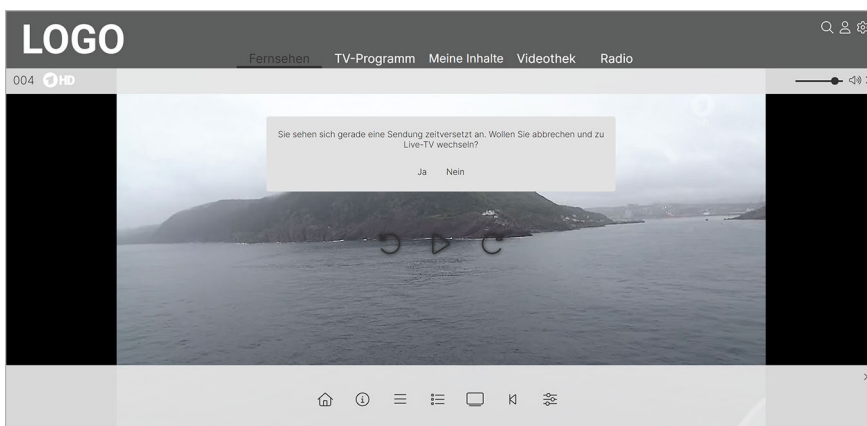 LOGO
Fernsehen TV-Programm Meine Inhalte Videothek Radio
004 HD
Sie sehen sich gerade eine Sendung zeitversetzt an. Wollen Sie abbrechen und zu
Live-TV wechseln?
Ja Nein